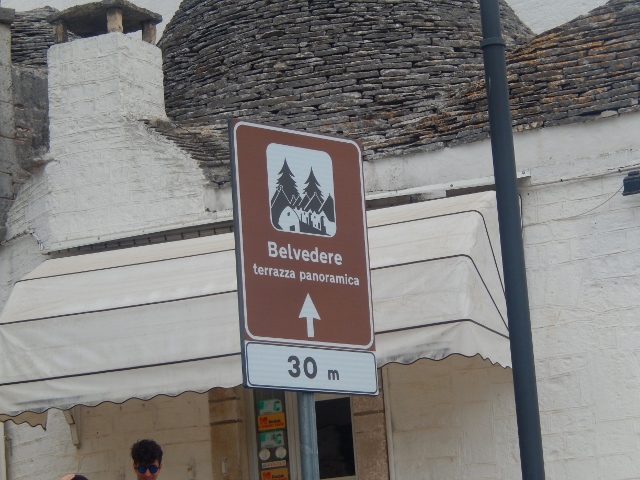 Belvedere
terrazza panoramica
30 m